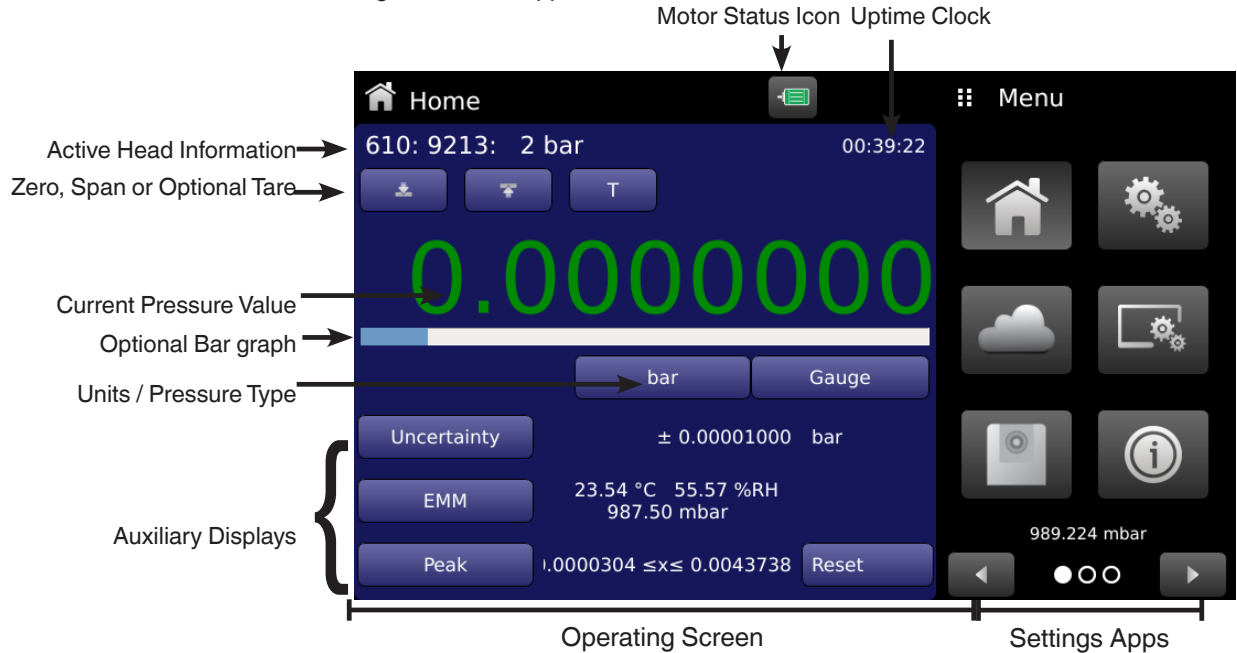 Motor Status Icon Uptime Clock
Home
Menu
Active Head Information
610: 9213: 2 bar
00:39:22
Zero, Span or Optional Tare
T
Current Pressure Value
0.0000000
Optional Bar graph
Units / Pressure Type
bar
Gauge
Uncertainty
± 0.00001000 bar
EMM
23.54 °C 55.57 %RH
987.50 mbar
Auxiliary Displays
Peak
.0000304 ≤x≤ 0.0043738
Reset
989.224 mbar
Operating Screen
Settings Apps